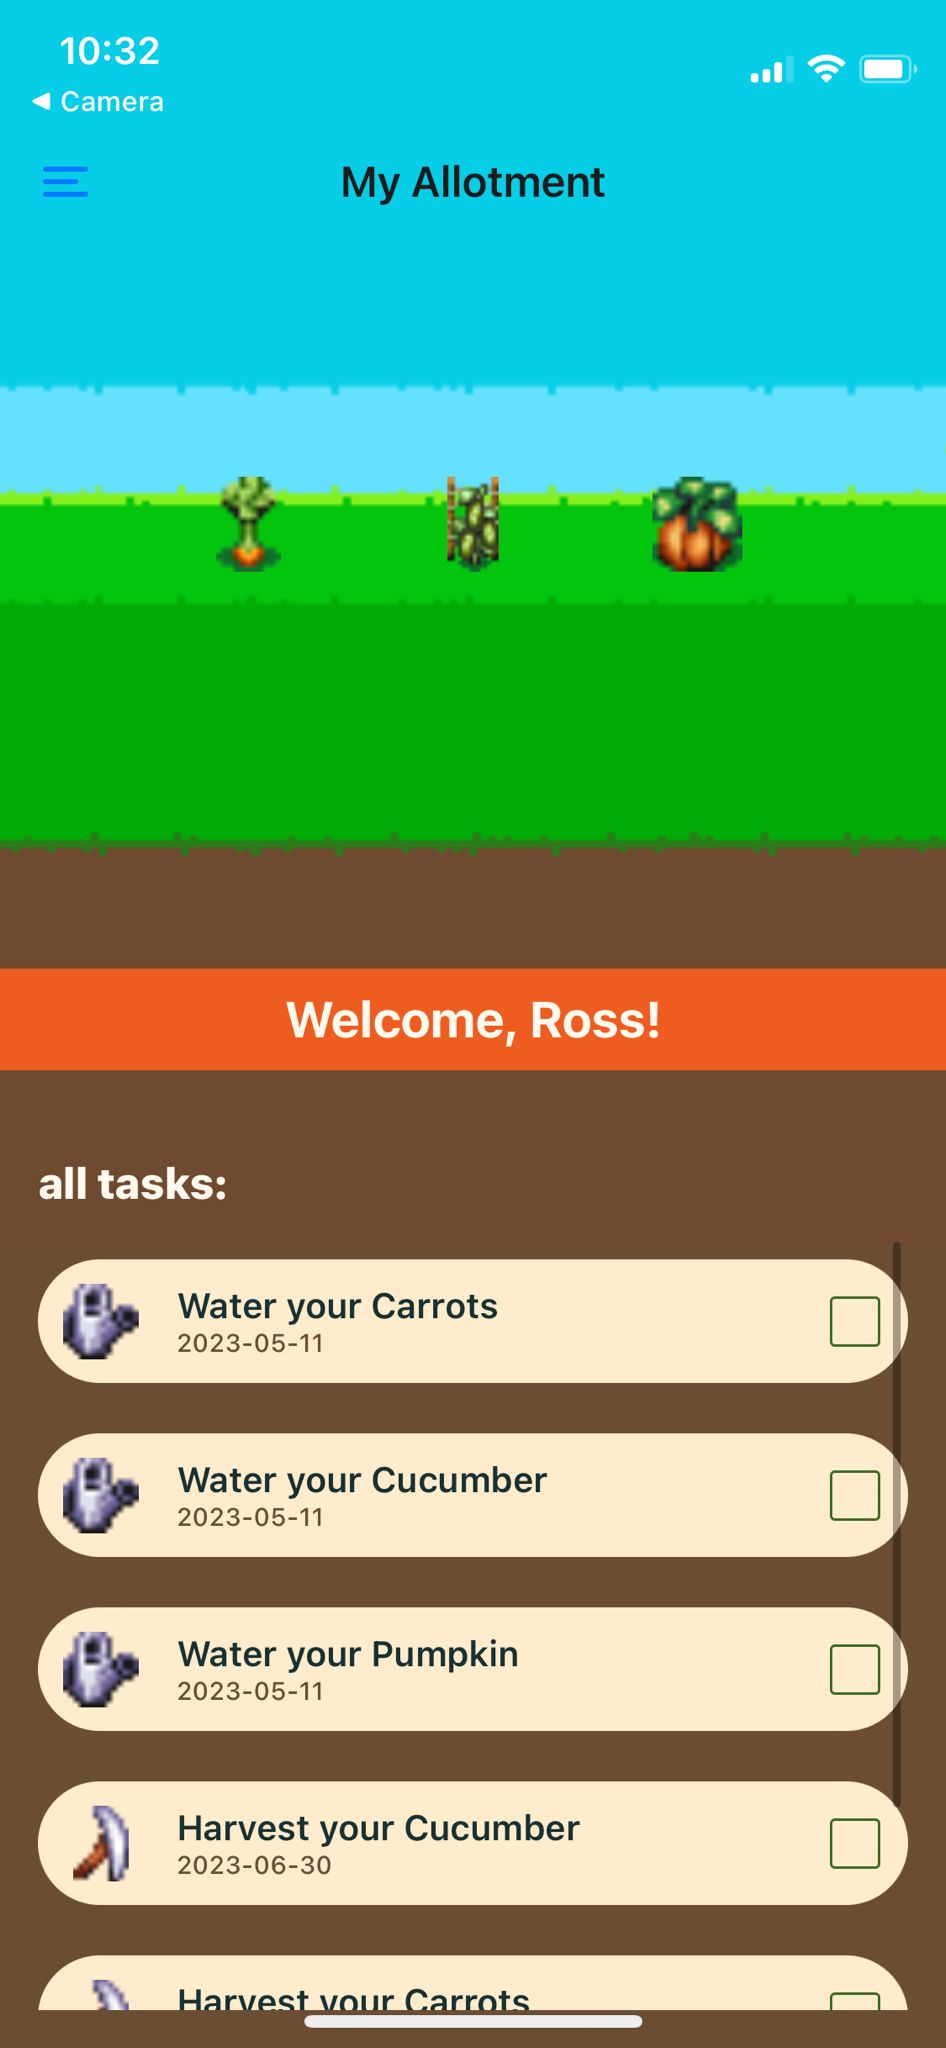 10:32
Camera
My Allotment
Welcome, Ross!
all tasks:
Water your Carrots
2023-05-11
Water your Cucumber
2023-05-11
Water your Pumpkin
2023-05-11
Harvest your Cucumber
2023-06-30
Harvest your Carrots